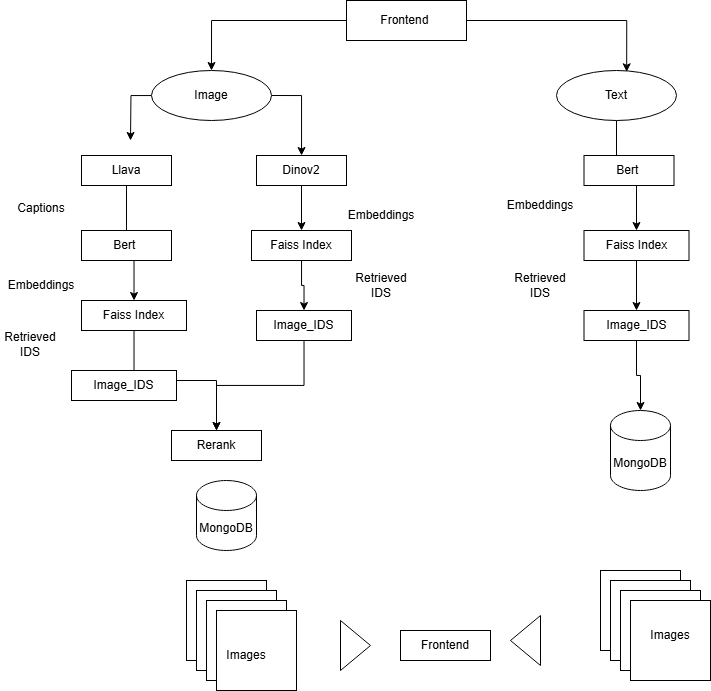 Frontend
Image
Text
Llava
Dinov2
Bert
Captions
Embeddings
Embeddings
Bert
Faiss Index
Faiss Index
Embeddings
Retrieved
IDS
Retrieved
IDS
Faiss Index
Image_IDS
Image_IDS
Retrieved
IDS
Image_IDS
Rerank
MongoDB
MongoDB
Images
Frontend
Images